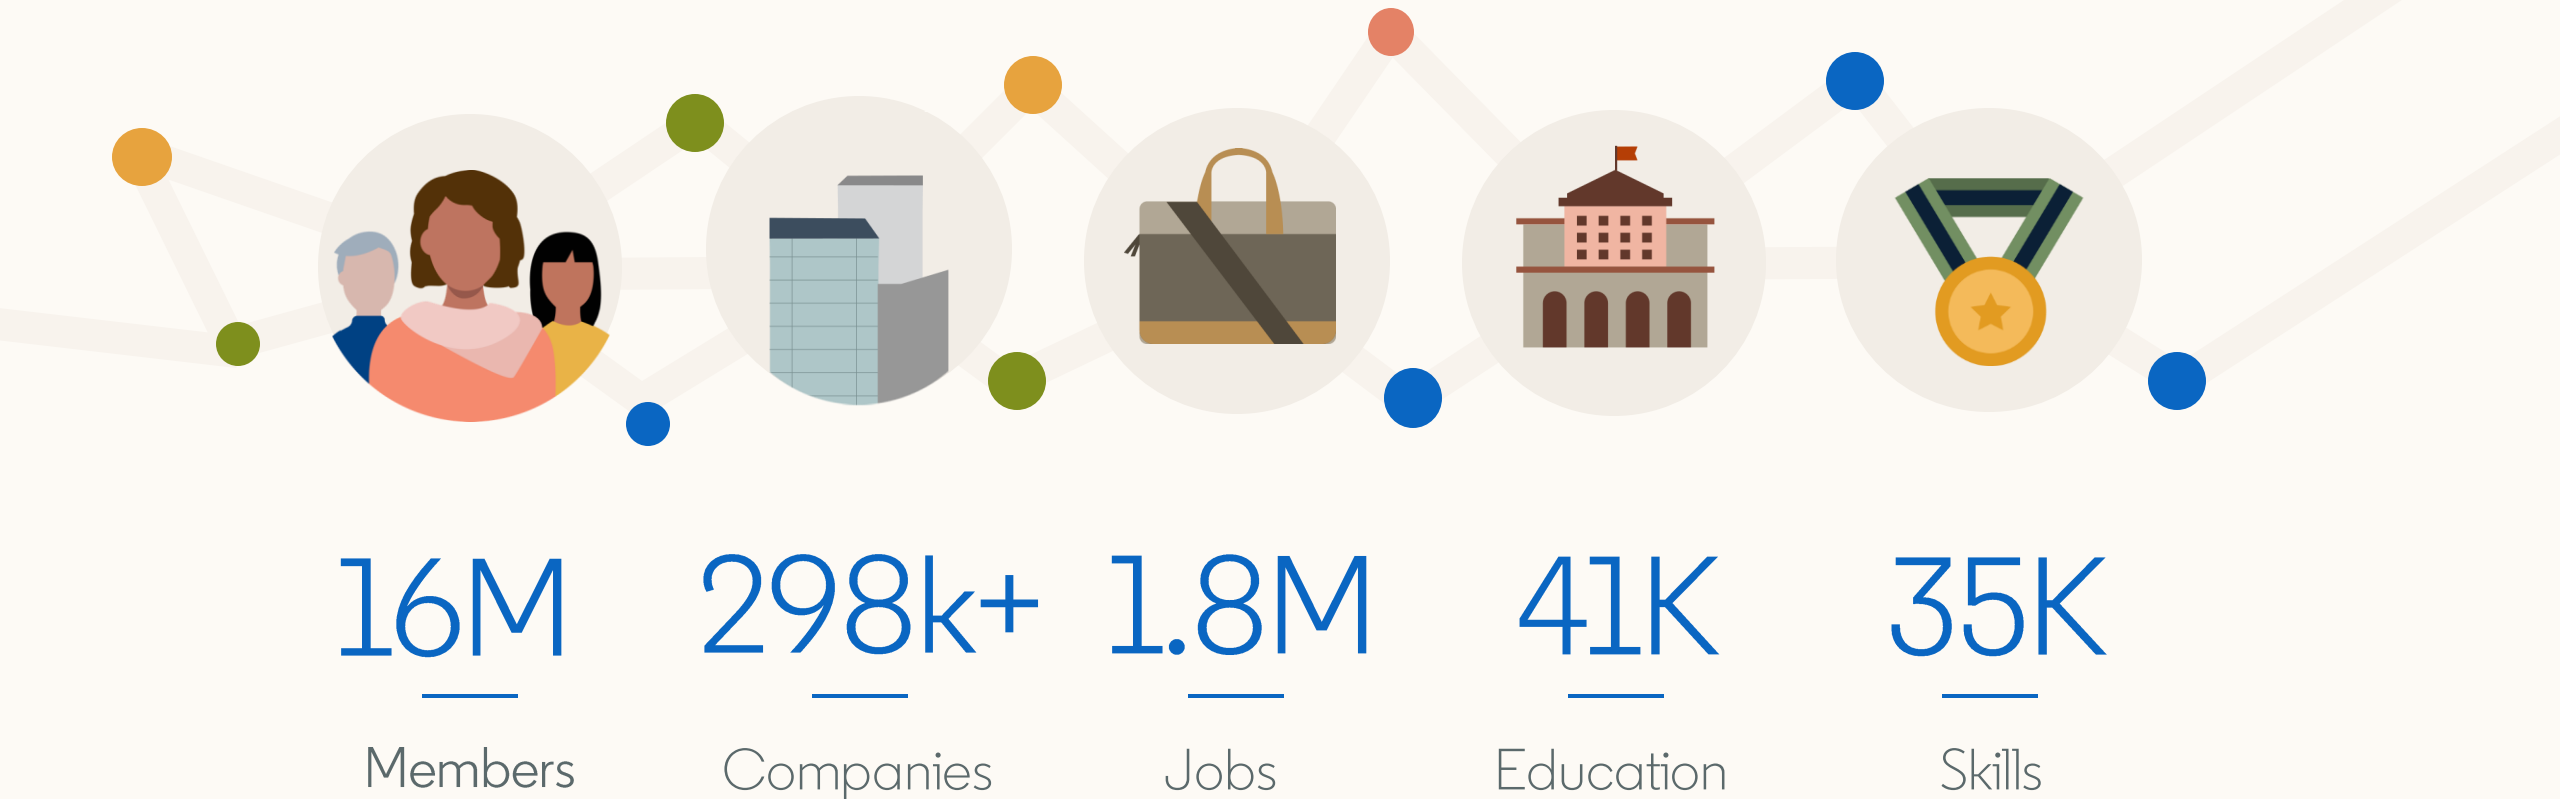 16M 298k+ 1.8M 41K 35K
Members Companies Jobs Education Skills